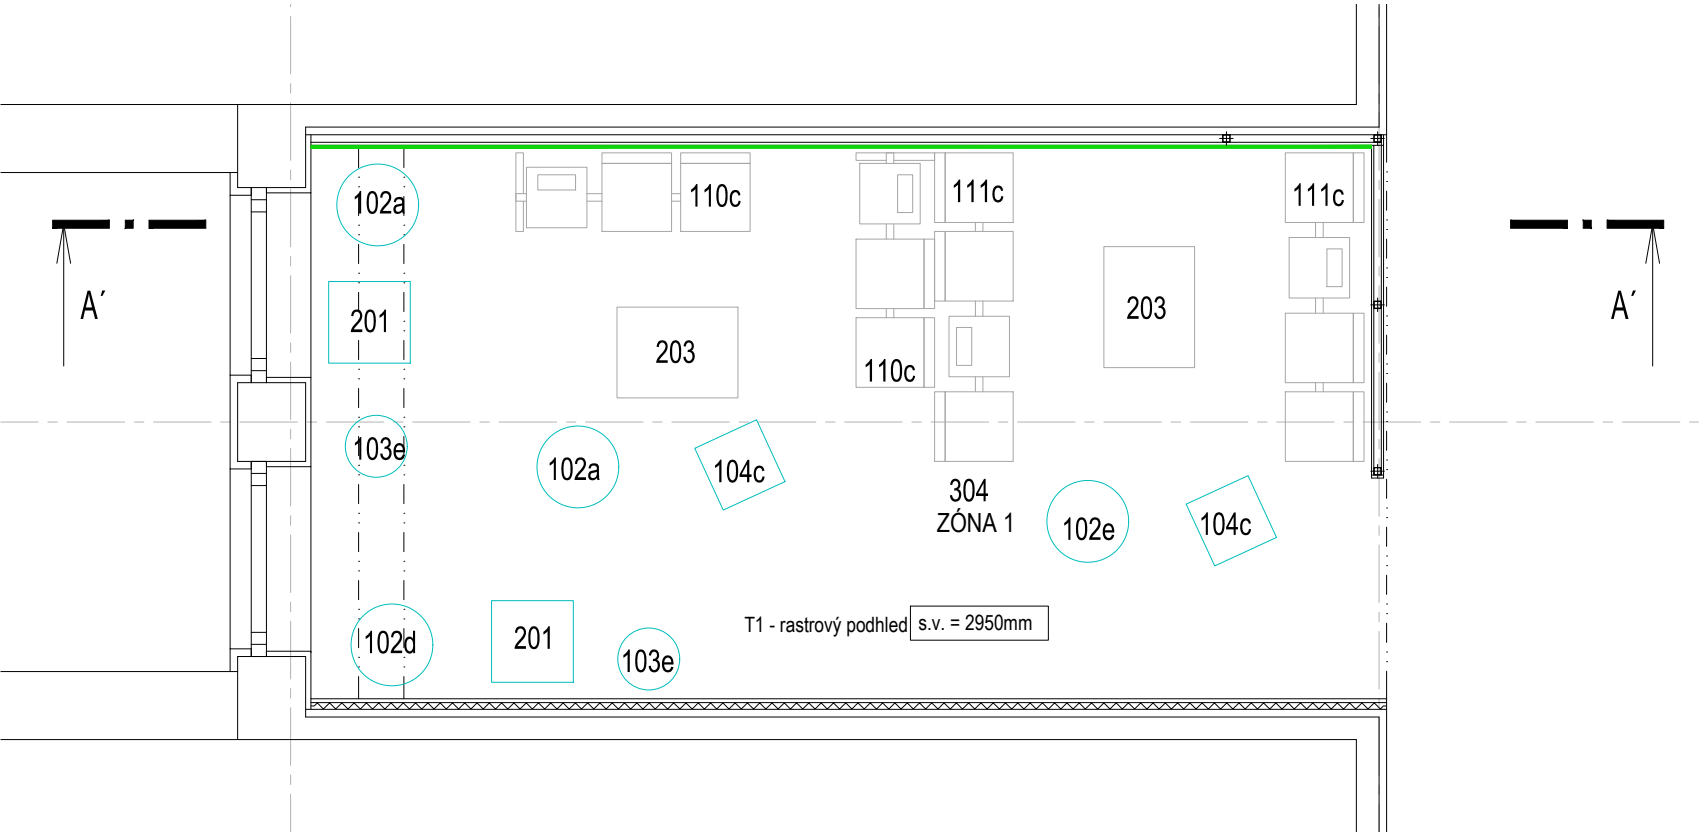 102a
110c
111c
111c
A´
201
203
203
A´
110c
103e
102a
104c
304
ZÓNA 1
102e
104c
102d
201
103e
T1 - rastrový podhled
s.v. = 2950mm